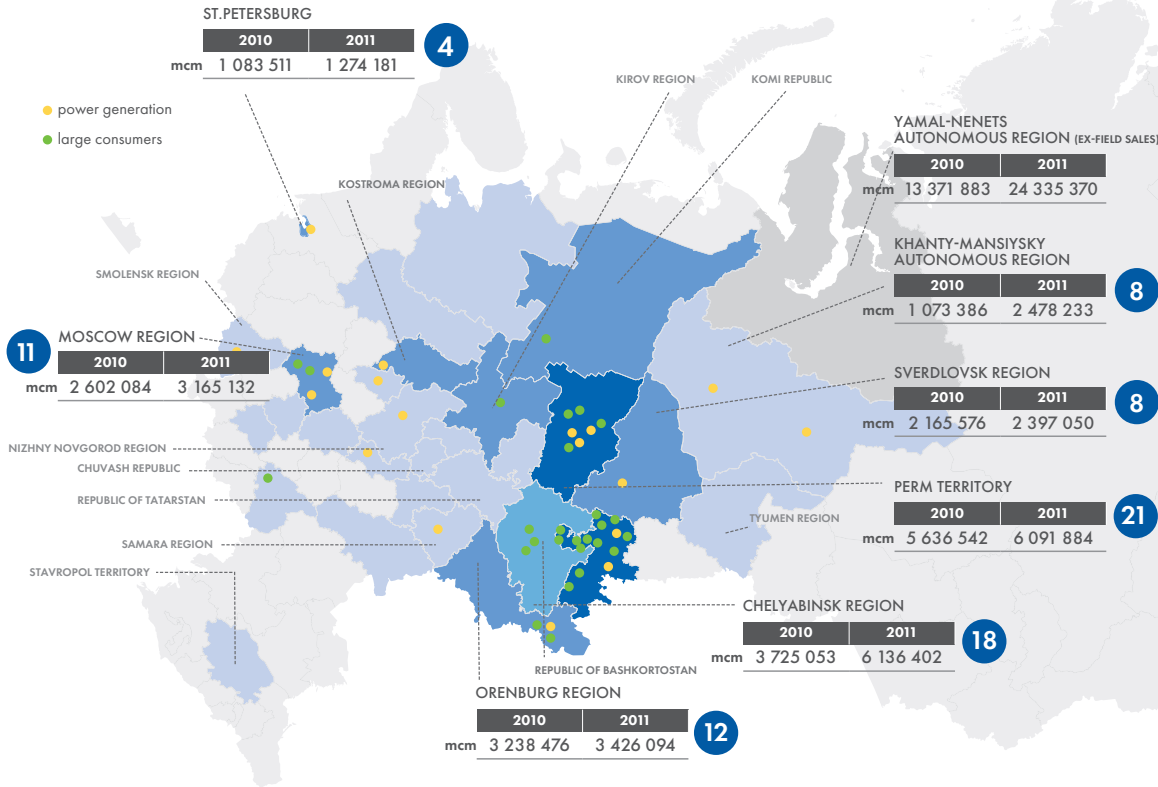 ST.PETERSBURG
2010 2011
mcm 1 083 511 1 274 181
4
power generation
large consumers
KIROV REGION
KOMI REPUBLIC
YAMAL-NENETS
AUTONOMOUS REGION (EX-FIELD SALES)
2010 2011
mcm 13 371 883 24 335 370
KOSTROMA REGION
KHANTY-MANSIYSKY
AUTONOMOUS REGION
2010 2011
mcm 1 073 386 2 478 233
8
SMOLENSK REGION
MOSCOW REGION
11
2010 2011
mcm 2 602 084 3 165 132
SVERDLOVSK REGION
2010 2011
mcm 2 165 576 2 397 050
8
NIZHNY NOVGOROD REGION
CHUVASH REPUBLIC
REPUBLIC OF TATARSTAN
SAMARA REGION
STAVROPOL TERRITORY
PERM TERRITORY
2010 2011
mcm 5 636 542 6 091 884
21
TYUMEN REGION
CHELYABINSK REGION
2010 2011
mcm 3 725 053 6 136 402
18
REPUBLIC OF BASHKORTOSTAN
ORENBURG REGION
2010 2011
mcm 3 238 476 3 426 094
12